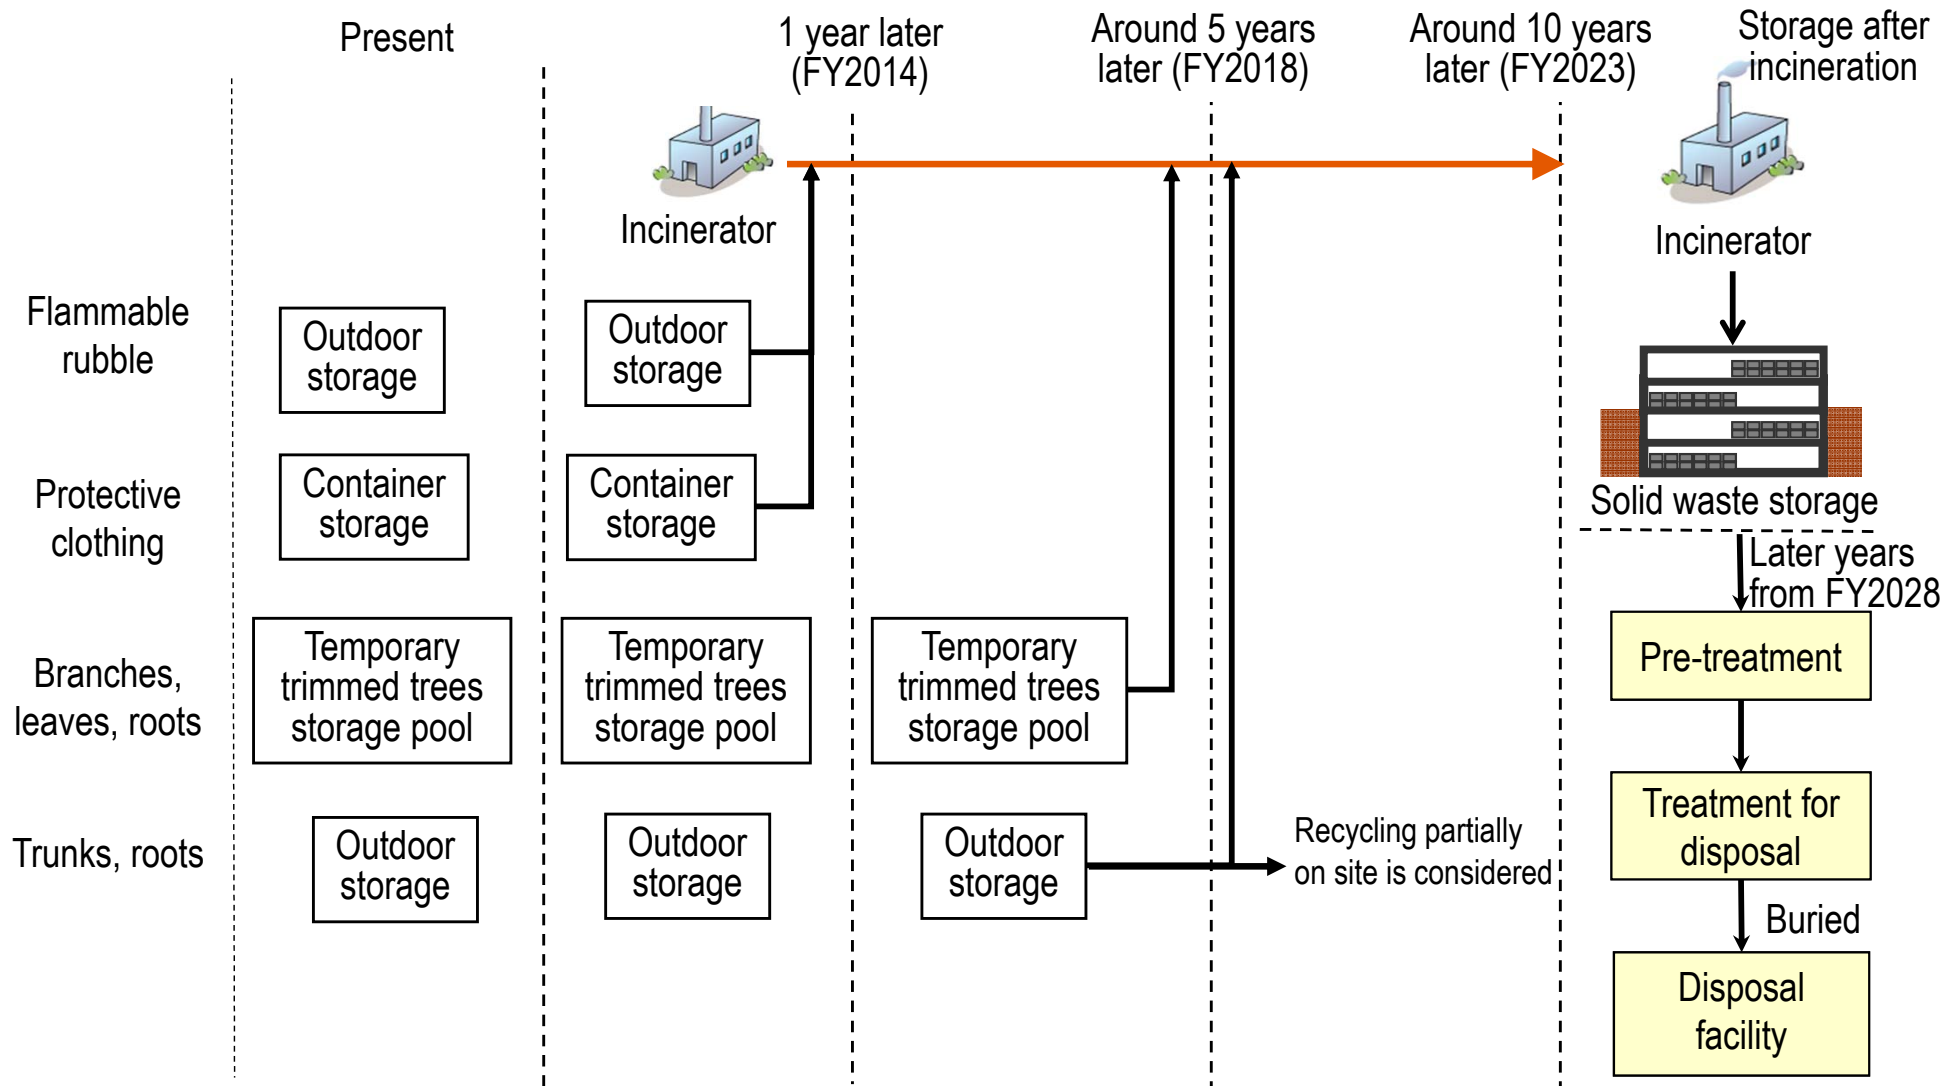 Present
1 year later
(FY2014)
Around 5 years
later (FY2018)
Around 10 years
later (FY2023)
Storage after
incineration
Incinerator
Incinerator
Flammable
rubble
Outdoor
storage
Outdoor
storage
Protective
clothing
Container
storage
Container
storage
Solid waste storage
Later years
from FY2028
Branches,
leaves, roots
Temporary
trimmed trees
storage pool
Temporary
trimmed trees
storage pool
Temporary
trimmed trees
storage pool
Pre-treatment
Trunks, roots
Outdoor
storage
Outdoor
storage
Outdoor
storage
Recycling partially
on site is considered
Treatment for
disposal
Buried
Disposal
facility